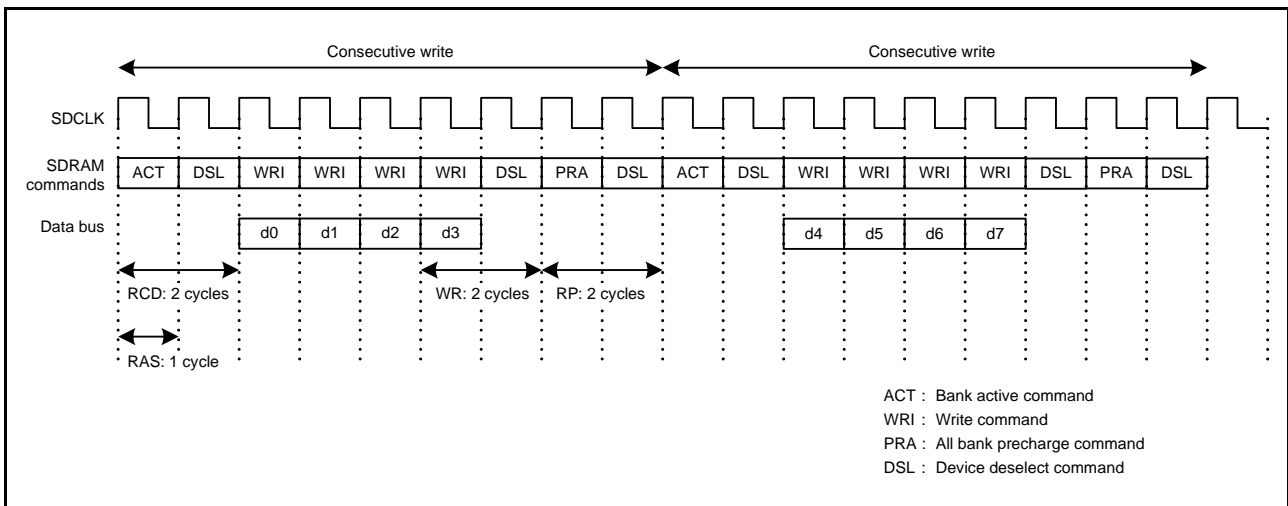 Consecutive write Consecutive write
SDCLK
SDRAM
commands
ACT DSL WRI WRI WRI WRI DSL PRA DSL ACT DSL WRI WRI WRI WRI DSL PRA DSL
Data bus
d0 d1 d2 d3 d4 d5 d6 d7
RCD: 2 cycles WR: 2 cycles RP: 2 cycles
RAS: 1 cycle
ACT : Bank active command
WRI : Write command
PRA : All bank precharge command
DSL : Device deselect command